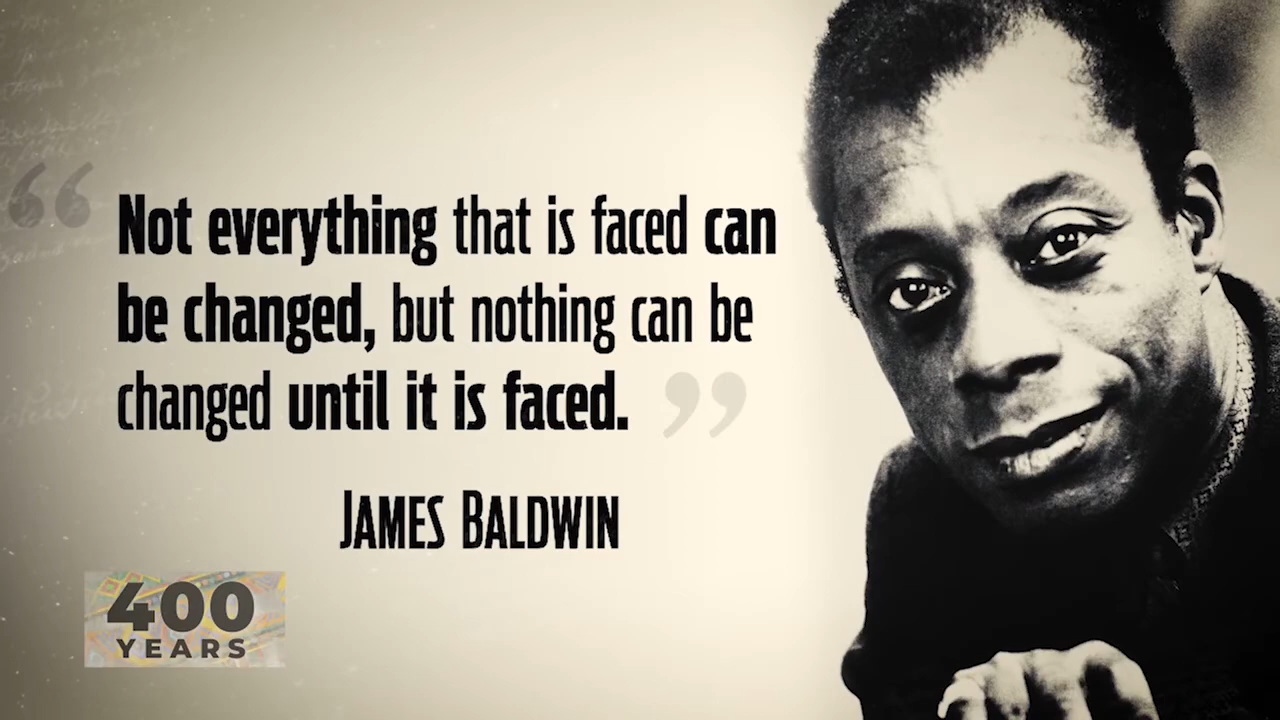 “
Not everything that is faced can
be changed, but nothing can be
changed until it is faced. ”
JAMES BALDWIN
400
YEARS